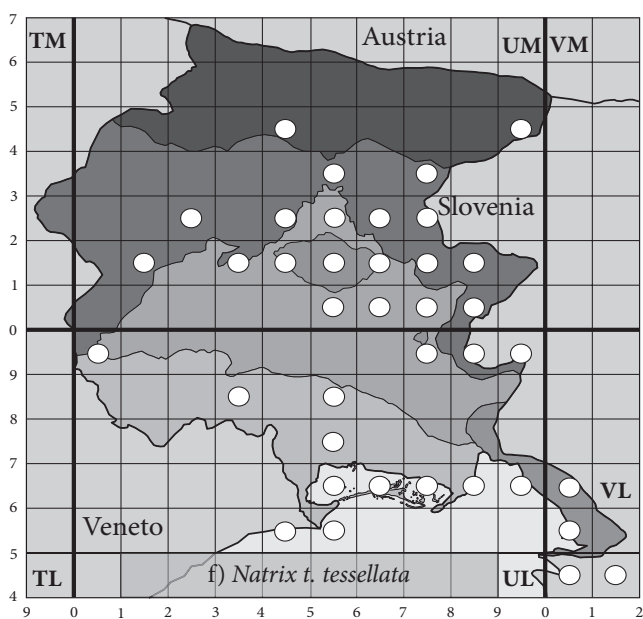 7
TM
Austria
UM
VM
6
5
4
3
Slovenia
2
1
0
9
8
7
6
VL
Veneto
5
TL
f) Natrix t. tessellata
UL
4
9 0 1 2 3 4 5 6 7 8 9 0 1 2